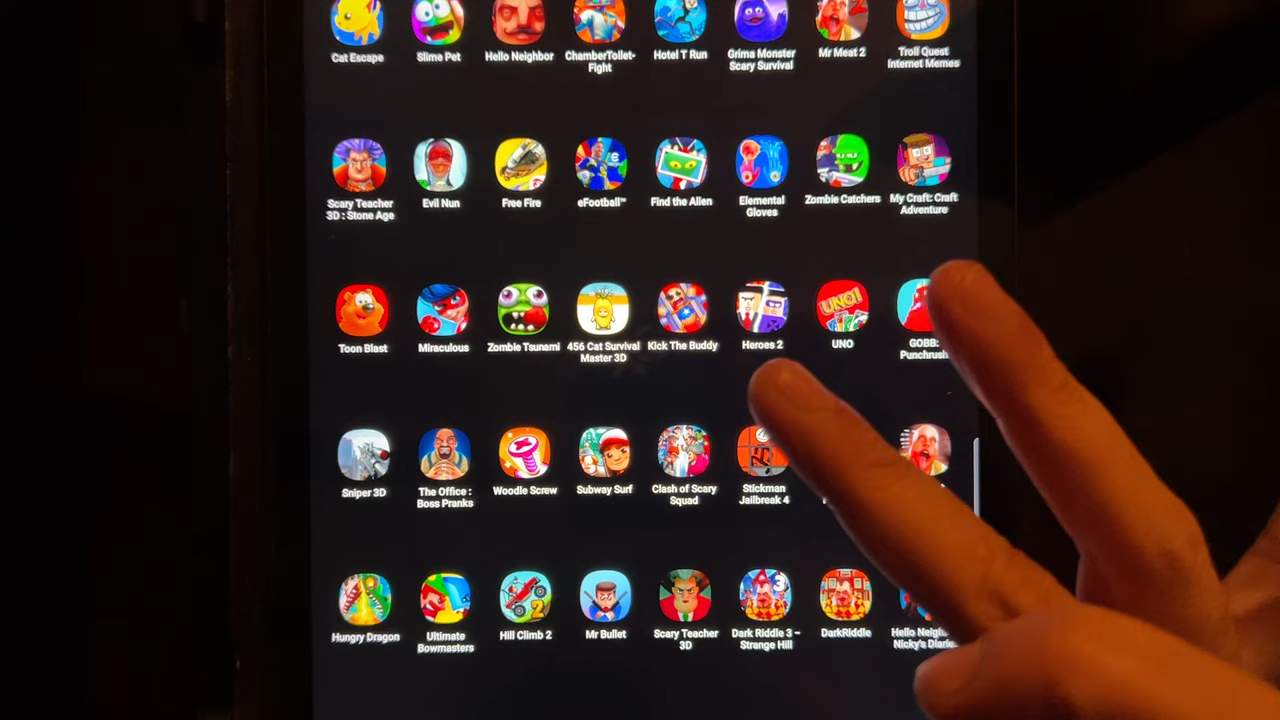 Cat Escape
Slime Pet
Hello Neighbor
ChamberToilet-
Fight
Hotel T Run
Grima Monster
Scary Survival
Mr Meat 2
Troll Quest
Internet Memes
Scary Teacher
3D : Stone Age
Evil Nun
Free Fire
eFootball™
Find the Alien
Elemental
Gloves
Zombie Catchers
My Craft: Craft
Adventure
Toon Blast
Miraculous
Zombie Tsunami
456 Cat Survival
Master 3D
Kick The Buddy
Heroes 2
UNO!
UNO
GOBB:
Punchrush
Sniper 3D
The Office :
Boss Pranks
Woodle Screw
Subway Surf
Clash of Scary
Squad
Stickman
Jailbreak 4
Hungry Dragon
Ultimate
Bowmasters
2
Hill Climb 2
Mr Bullet
Scary Teacher
3D
3
Dark Riddle 3 –
Strange Hill
DarkRiddle
Hello
Nicky's